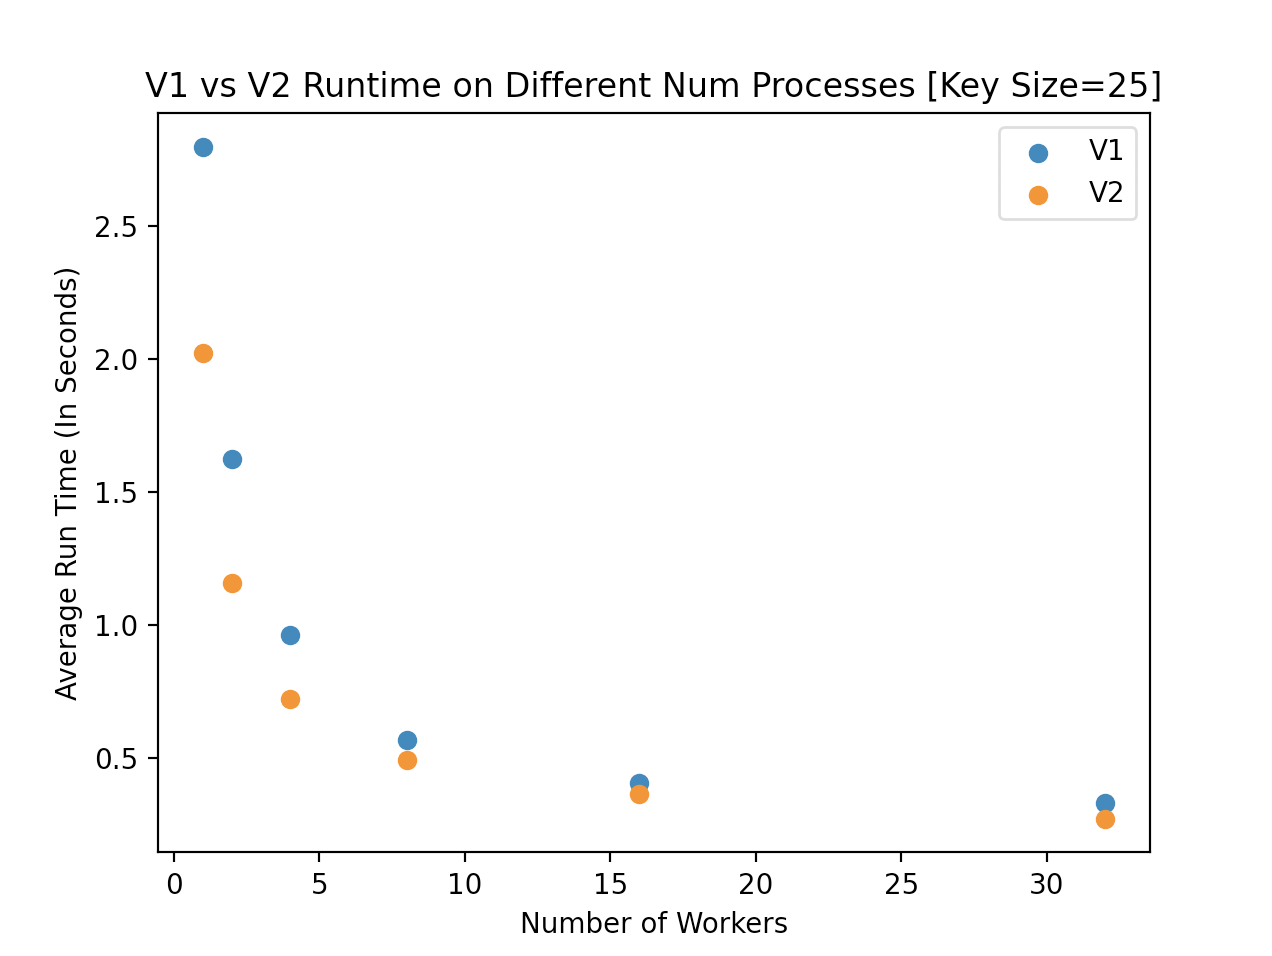 V1 vs V2 Runtime on Different Num Processes [Key Size=25]
V1
V2
2.5
2.0
1.5
1.0
0.5
Average Run Time (In Seconds)
0 5 10 15 20 25 30
Number of Workers